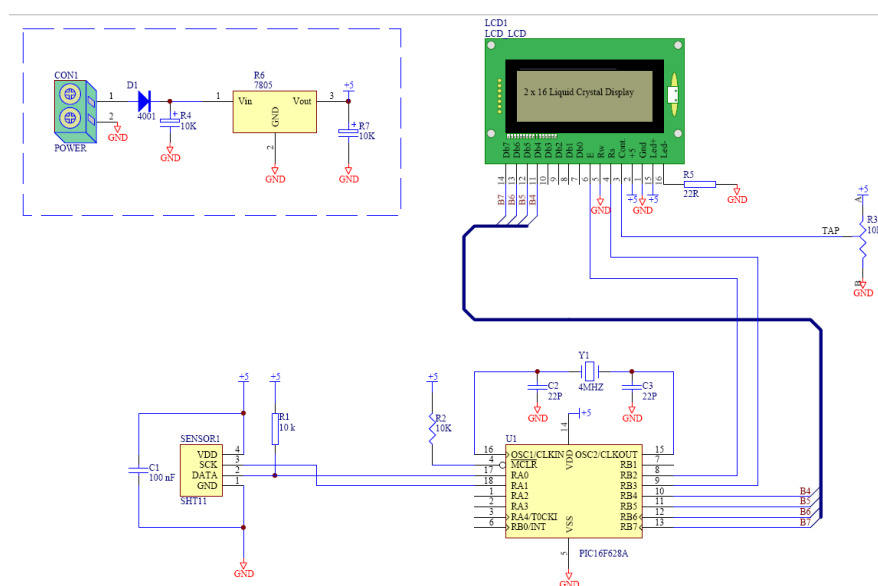 LCD1
LCD_LCD
2 x 16 Liquid Crystal Display
Db7
Db6
Db5
Db4
Db3
Db2
Db1
Db0
E
Rw
Rs
Cont.
+5
Gnd
Led+
Led-
14
13
12
11
10
9
8
7
6
5
4
3
2
1
15
16
B7
B6
B5
B4
GND
+5
GND
+5
R5
22R
GND
+5
A
R3
TAP
B
GND
CON1
POWER
1
2
GND
D1
4001
R4
10K
+
GND
1
R6
7805
Vin
Vout
GND
2
GND
3
+5
+
R7
10K
GND
+5
+5
R1
10 k
C1
100 nF
SENSOR1
VDD
SCK
DATA
GND
4
3
2
1
SHT11
GND
+5
R2
10K
Y1
4MHZ
C2
22P
GND
C3
22P
GND
+5
14
U1
16
4
17
18
1
2
3
6
OSC1/CLKIN
MCLR
RA0
RA1
RA2
RA3
RA4/T0CKI
RB0/INT
VDD
VSS
OSC2/CLKOUT
RB1
RB2
RB3
RB4
RB5
RB6
RB7
15
7
8
9
10
11
12
13
B4
B5
B6
B7
5
GND
PIC16F628A